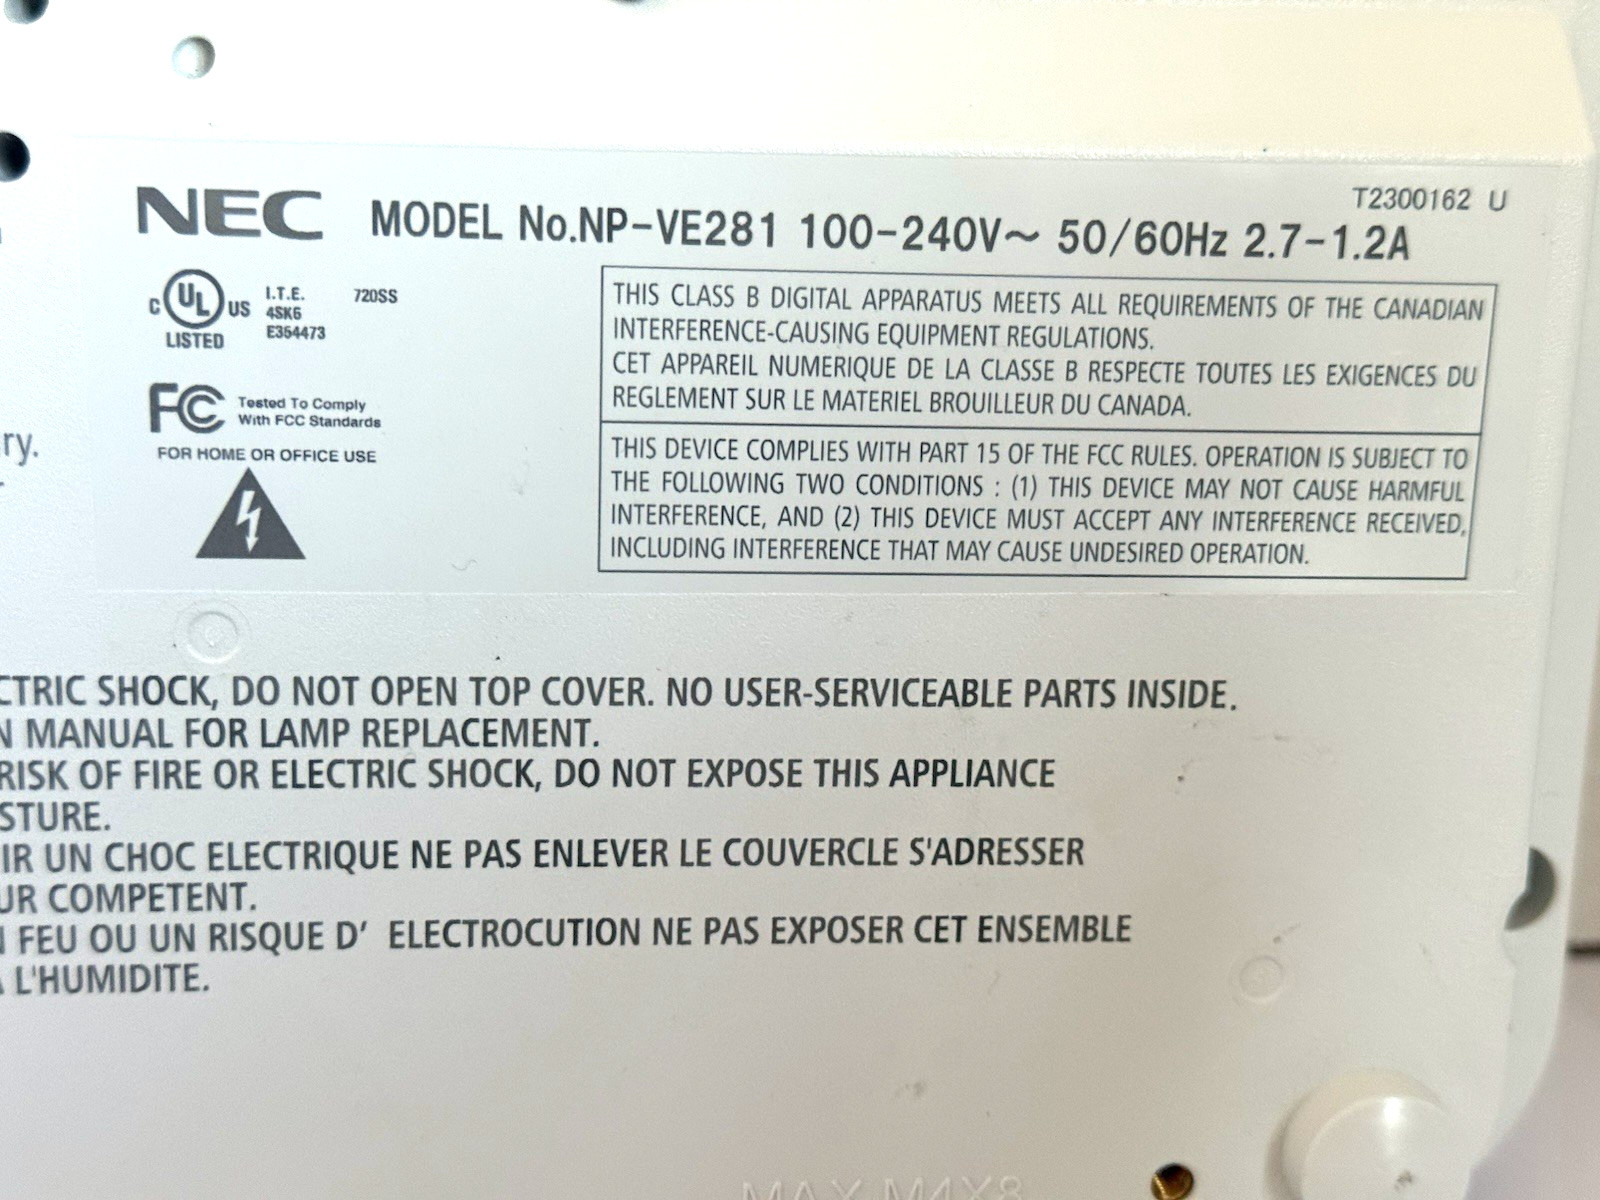 T2300162 U
NEC MODEL No.NP-VE281 100-240V~ 50/60Hz 2.7-1.2A
C UL US
LISTED
I.T.E.
4SK6
E354473
720SS
FC Tested To Comply
With FCC Standards
FOR HOME OR OFFICE USE
THIS CLASS B DIGITAL APPARATUS MEETS ALL REQUIREMENTS OF THE CANADIAN
INTERFERENCE-CAUSING EQUIPMENT REGULATIONS.
CET APPAREIL NUMERIQUE DE LA CLASSE B RESPECTE TOUTES LES EXIGENCES DU
REGLEMENT SUR LE MATERIEL BROUILLEUR DU CANADA.
THIS DEVICE COMPLIES WITH PART 15 OF THE FCC RULES. OPERATION IS SUBJECT TO
THE FOLLOWING TWO CONDITIONS : (1) THIS DEVICE MAY NOT CAUSE HARMFUL
INTERFERENCE, AND (2) THIS DEVICE MUST ACCEPT ANY INTERFERENCE RECEIVED,
INCLUDING INTERFERENCE THAT MAY CAUSE UNDESIRED OPERATION.
ry.
CTRIC SHOCK, DO NOT OPEN TOP COVER. NO USER-SERVICEABLE PARTS INSIDE.
N MANUAL FOR LAMP REPLACEMENT.
RISK OF FIRE OR ELECTRIC SHOCK, DO NOT EXPOSE THIS APPLIANCE
STURE.
IR UN CHOC ELECTRIQUE NE PAS ENLEVER LE COUVERCLE S'ADRESSER
UR COMPETENT.
N FEU OU UN RISQUE D' ELECTROCUTION NE PAS EXPOSER CET ENSEMBLE
A L'HUMIDITE.
MAX M4X8